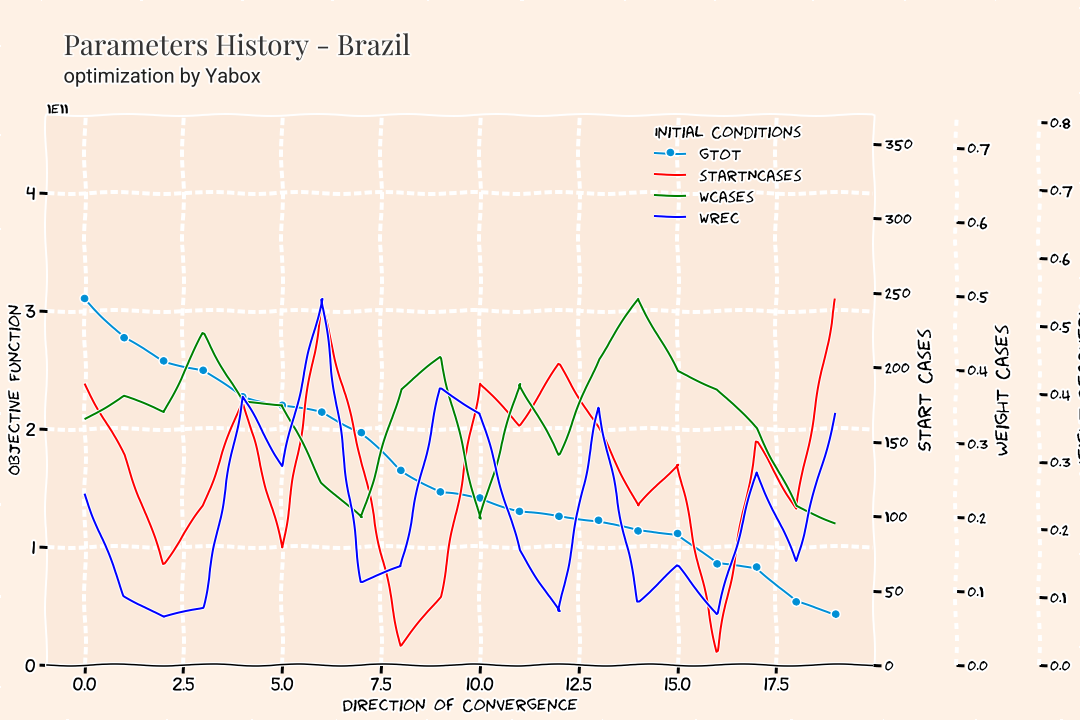 Parameters History - Brazil
optimization by Yabox
1E11
INITIAL CONDITIONS
GTOT
STARTNCASES
WCASES
WREC
4
3
2
1
0
OBJECTIVE FUNCTION
0.0 2.5 5.0 7.5 10.0 12.5 15.0 17.5
DIRECTION OF CONVERGENCE
350
300
250
200
150
100
50
0
START CASES
0.7
0.6
0.5
0.4
0.3
0.2
0.1
0.0
WEIGHT CASES
0.8
0.7
0.6
0.5
0.4
0.3
0.2
0.1
0.0